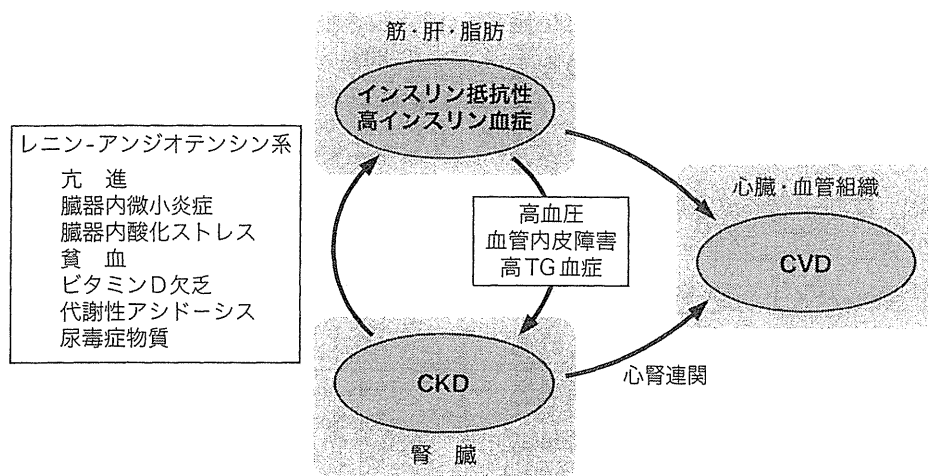 筋・肝・脂肪
インスリン抵抗性
高インスリン血症
レニン-アンジオテンシン系
亢 進
臓器内微小炎症
臓器内酸化ストレス
貧 血
ビタミンD欠乏
代謝性アシドーシス
尿毒症物質
高血圧
血管内皮障害
高TG血症
心臓・血管組織
CVD
CKD
心腎連関
腎 臓